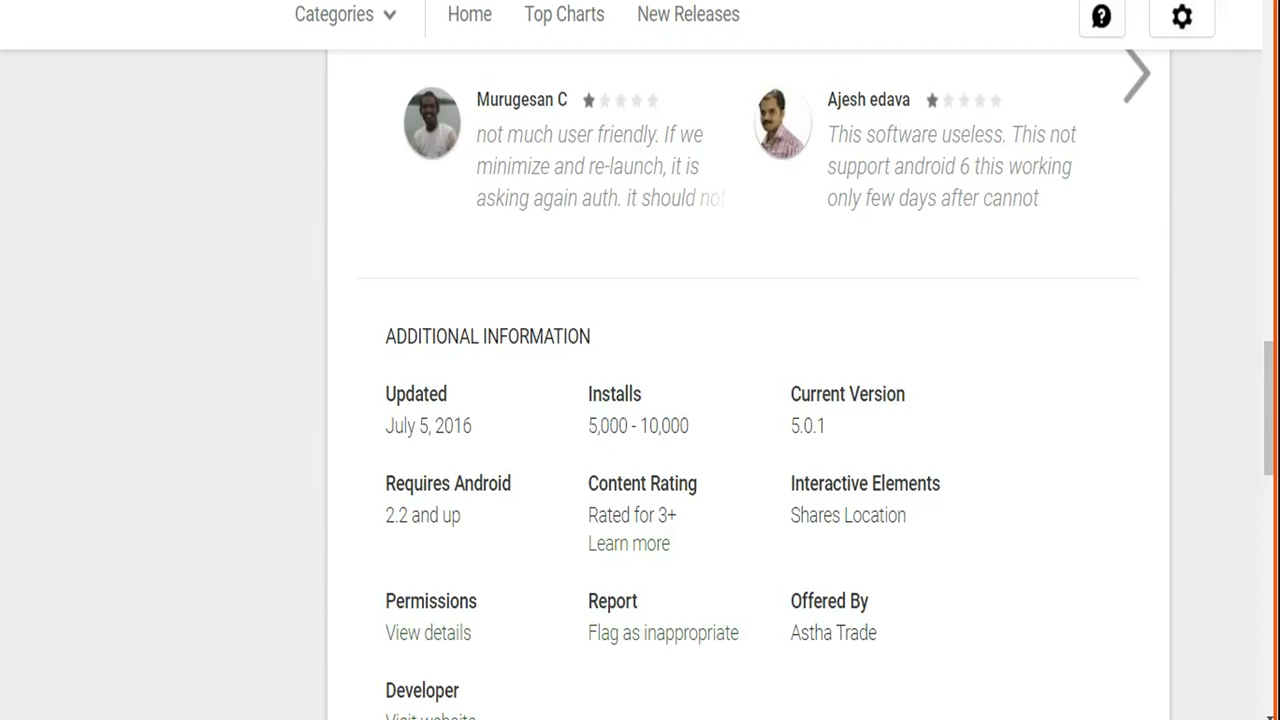 Categories Home Top Charts New Releases
Murugesan C
not much user friendly. If we
minimize and re-launch, it is
asking again auth. it should not
Ajesh edava
This software useless. This not
support android 6 this working
only few days after cannot
ADDITIONAL INFORMATION
Updated Installs Current Version
July 5, 2016 5,000 - 10,000 5.0.1
Requires Android Content Rating Interactive Elements
2.2 and up Rated for 3+ Shares Location
Learn more
Permissions Report Offered By
View details Flag as inappropriate Astha Trade
Developer
Visit website